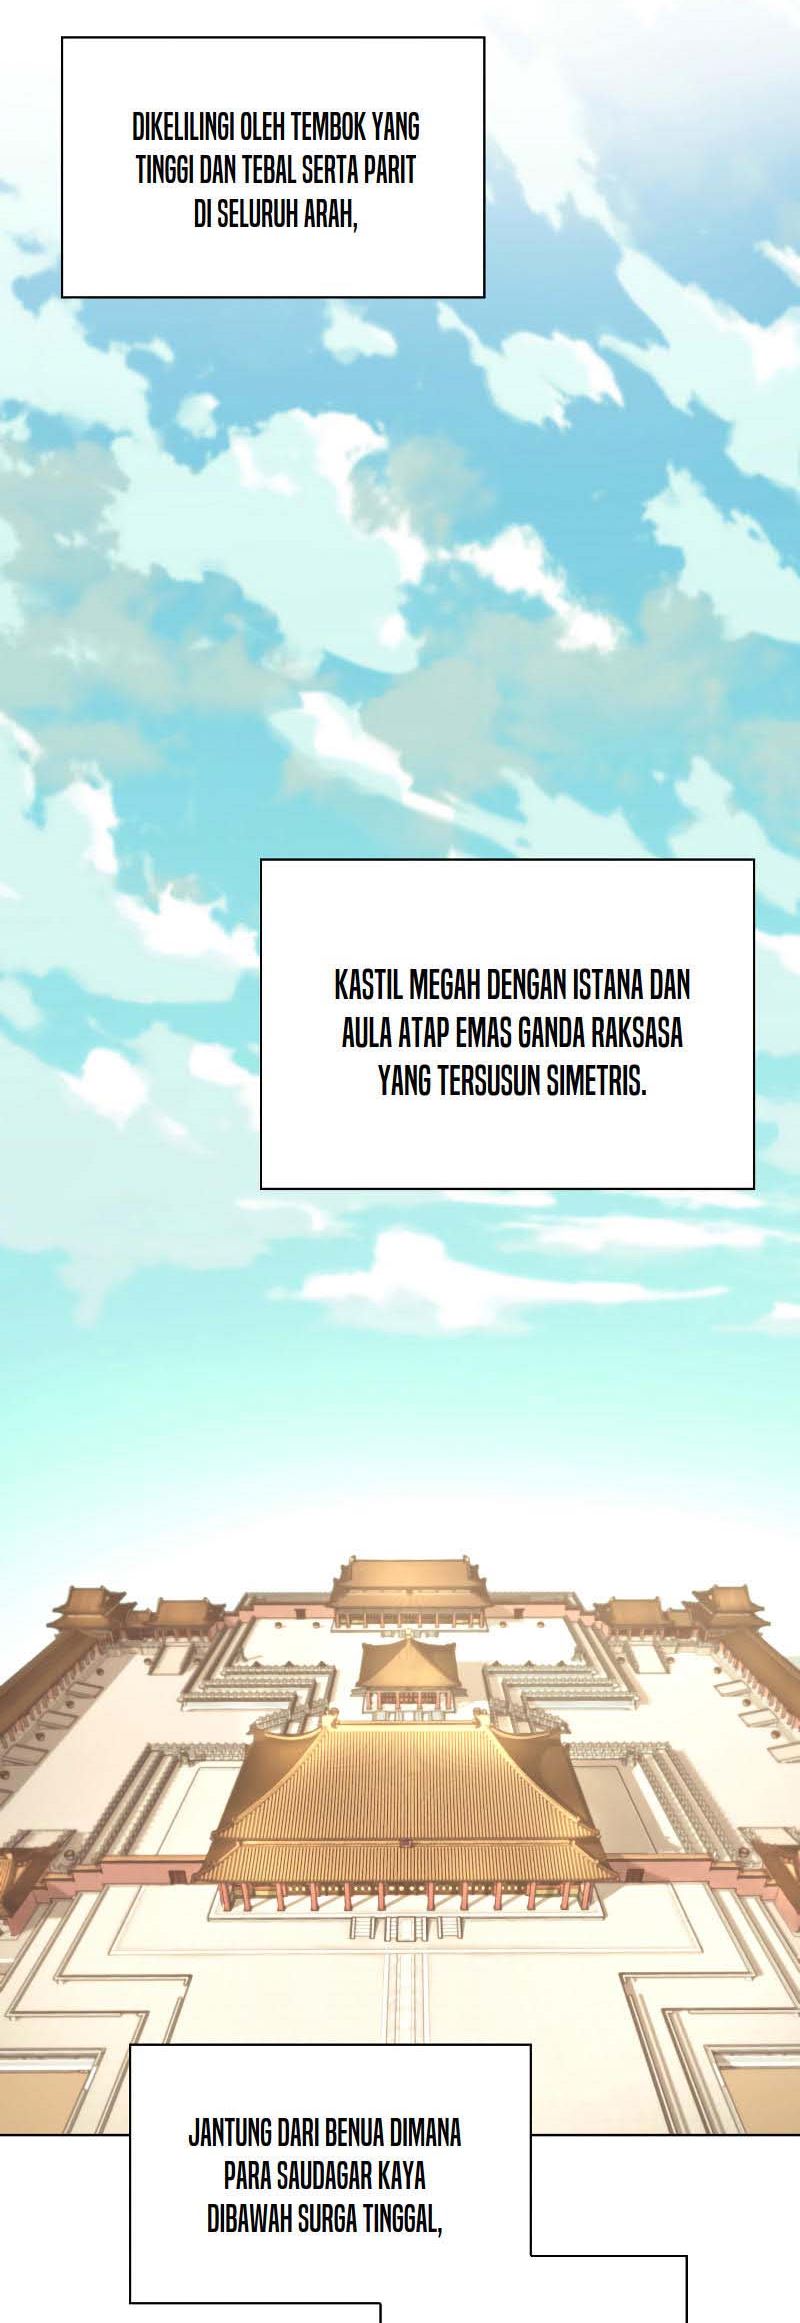 DIKELILINGI OLEH TEMBOK YANG
TINGGI DAN TEBAL SERTA PARIT
DI SELURUH ARAH,
KASTIL MEGAH DENGAN ISTANA DAN
AULA ATAP EMAS GANDA RAKSASA
YANG TERSUSUN SIMETRIS.
JANTUNG DARI BENUA DIMANA
PARA SAUDAGAR KAYA
DIBAWAH SURGA TINGGAL,